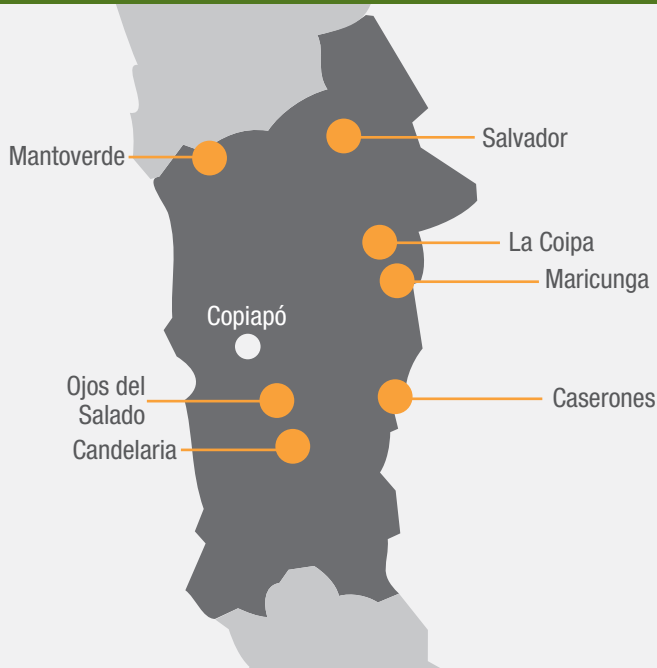 Salvador
Mantoverde
La Coipa
Maricunga
Copiapó
Ojos del
Salado
Caserones
Candelaria